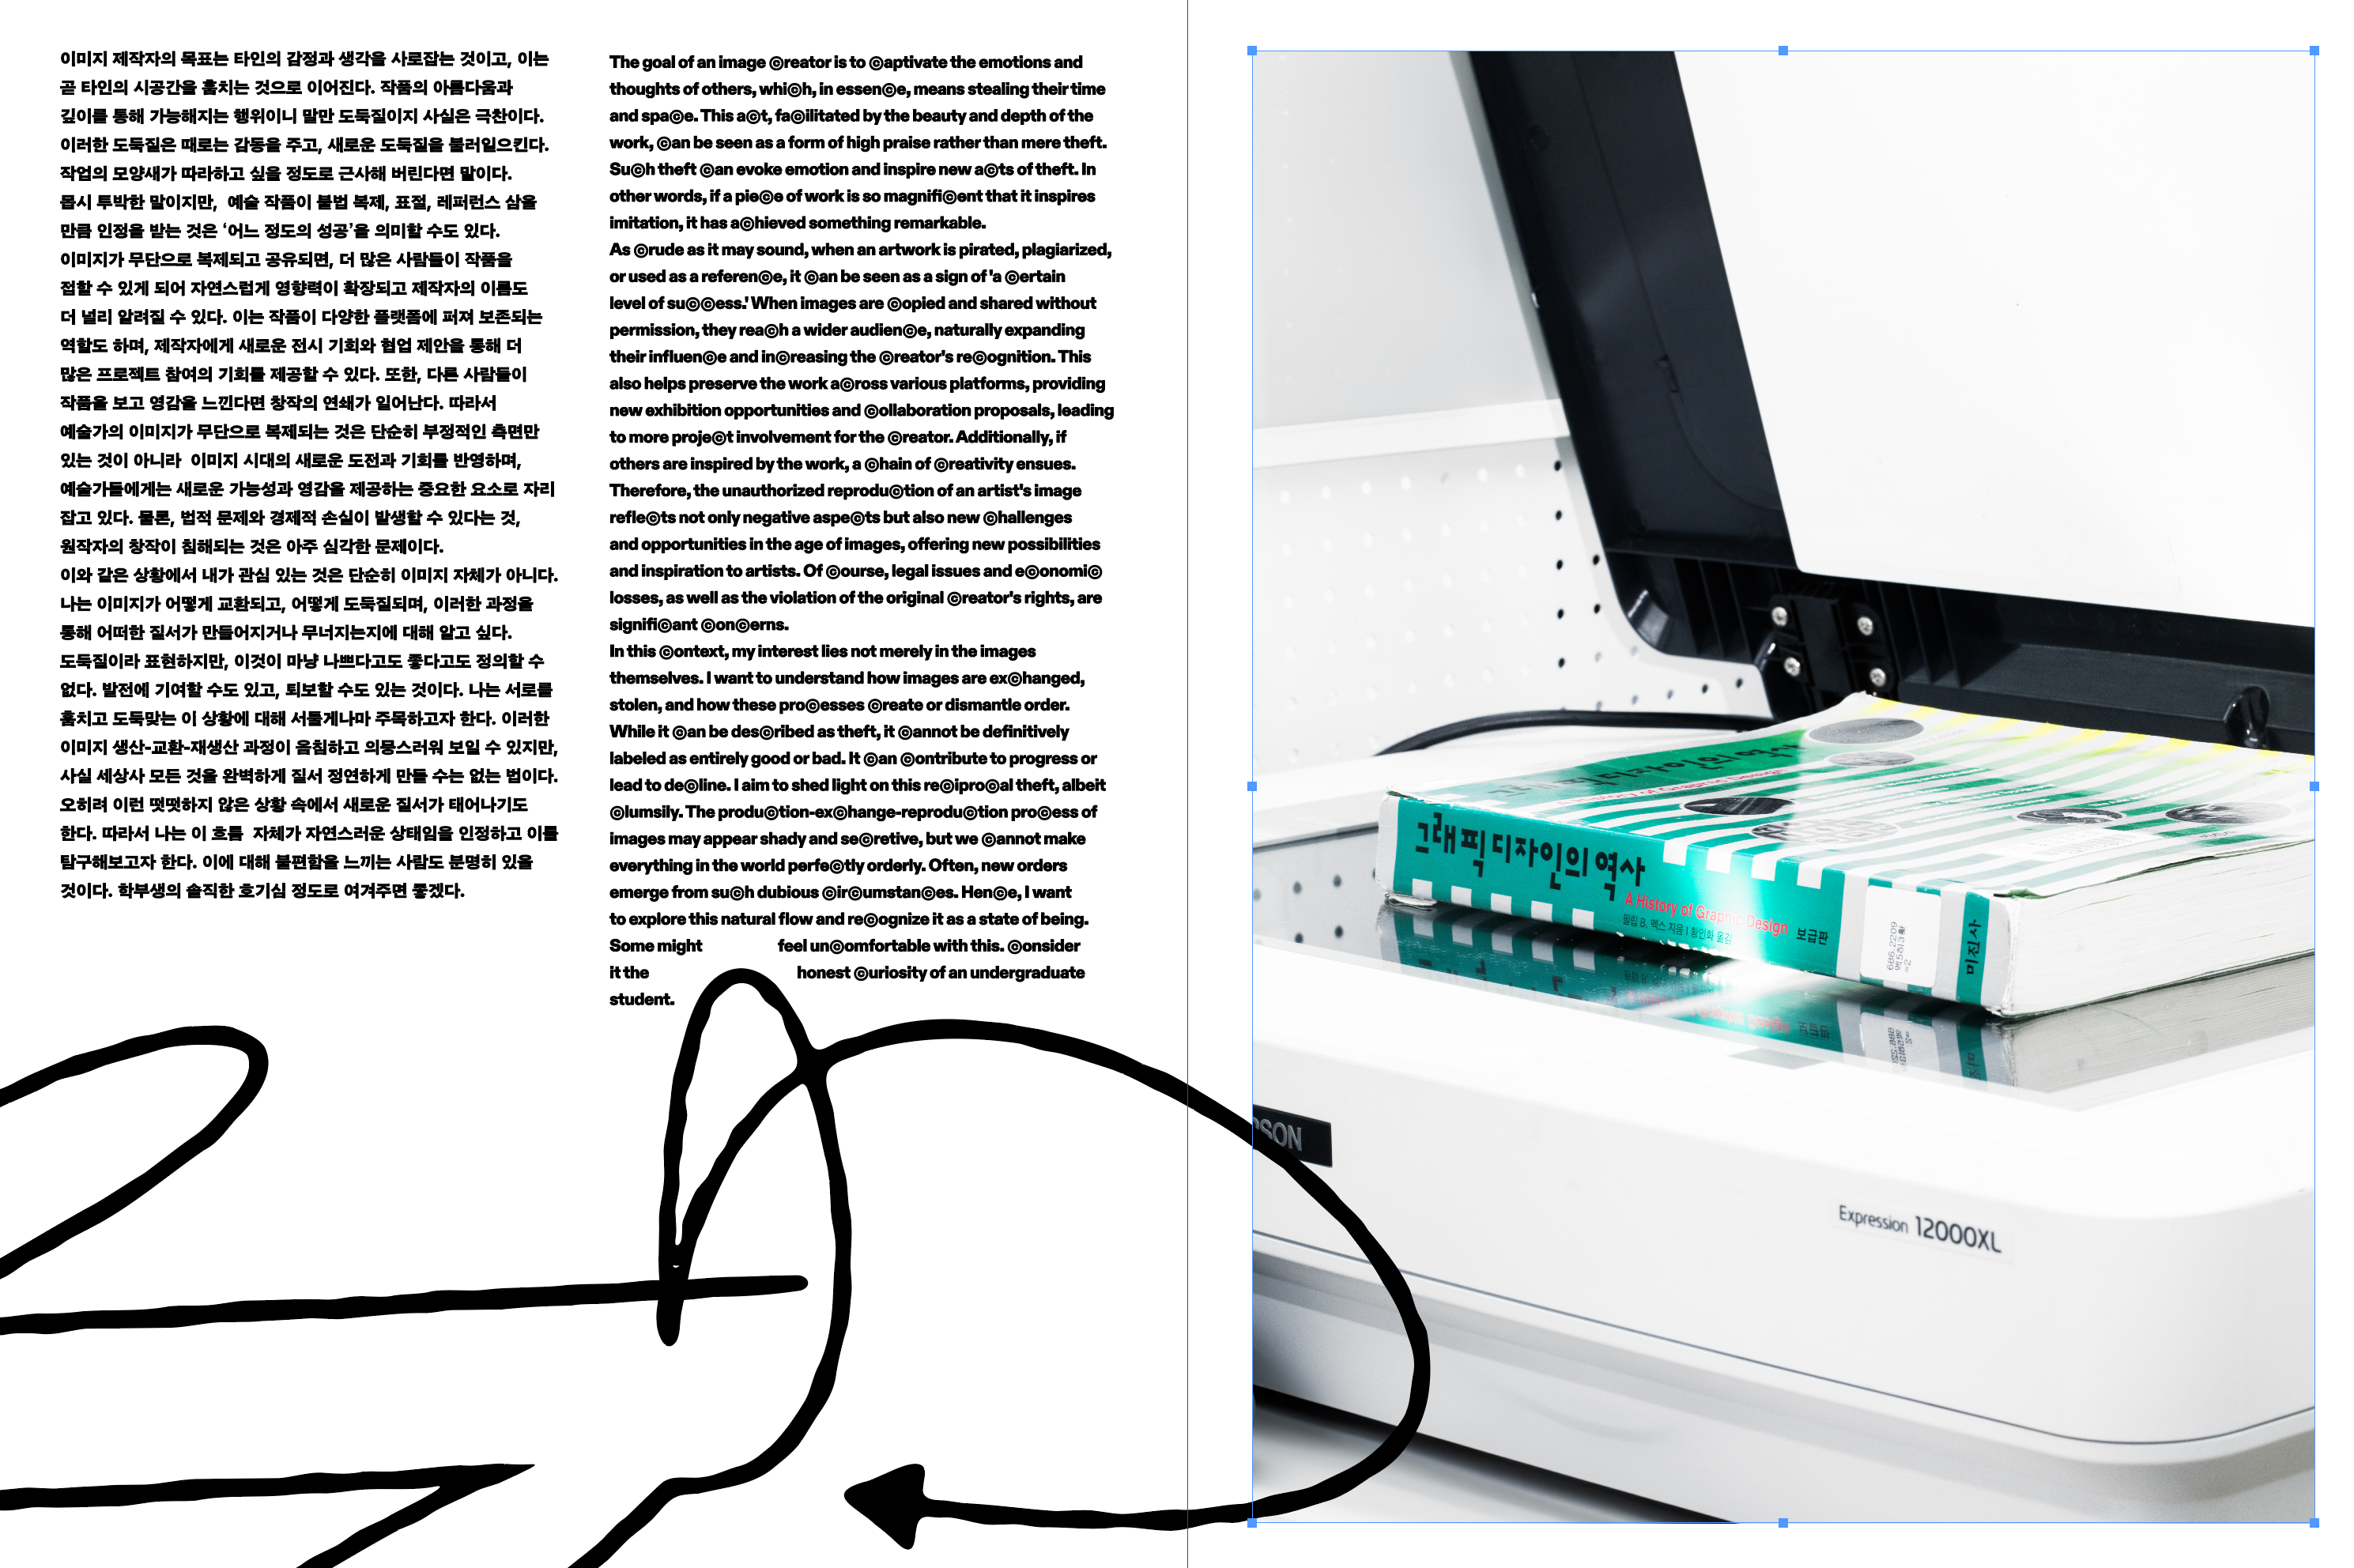 이미지 제작자의 목표는 타인의 감정과 생각을 사로잡는 것이고, 이는
곧 타인의 시공간을 훔치는 것으로 이어진다. 작품의 아름다움과
깊이를 통해 가능해지는 행위이니 말만 도둑질이지 사실은 극찬이다.
이러한 도둑질은 때로는 감동을 주고, 새로운 도둑질을 불러일으킨다.
작업의 모양새가 따라하고 싶을 정도로 근사해 버린다면 말이다.
몹시 투박한 말이지만,  예술 작품이 불법 복제, 표절, 레퍼런스 삼을
만큼 인정을 받는 것은 ‘어느 정도의 성공’을 의미할 수도 있다.
이미지가 무단으로 복제되고 공유되면, 더 많은 사람들이 작품을
접할 수 있게 되어 자연스럽게 영향력이 확장되고 제작자의 이름도
더 널리 알려질 수 있다. 이는 작품이 다양한 플랫폼에 퍼져 보존되는
역할도 하며, 제작자에게 새로운 전시 기회와 협업 제안을 통해 더
많은 프로젝트 참여의 기회를 제공할 수 있다. 또한, 다른 사람들이
작품을 보고 영감을 느낀다면 창작의 연쇄가 일어난다. 따라서
예술가의 이미지가 무단으로 복제되는 것은 단순히 부정적인 측면만
있는 것이 아니라  이미지 시대의 새로운 도전과 기회를 반영하며,
예술가들에게는 새로운 가능성과 영감을 제공하는 중요한 요소로 자리
잡고 있다. 물론, 법적 문제와 경제적 손실이 발생할 수 있다는 것,
원작자의 창작이 침해되는 것은 아주 심각한 문제이다.
이와 같은 상황에서 내가 관심 있는 것은 단순히 이미지 자체가 아니다.
나는 이미지가 어떻게 교환되고, 어떻게 도둑질되며, 이러한 과정을
통해 어떠한 질서가 만들어지거나 무너지는지에 대해 알고 싶다.
도둑질이라 표현하지만, 이것이 마냥 나쁘다고도 좋다고도 정의할 수
없다. 발전에 기여할 수도 있고, 퇴보할 수도 있는 것이다. 나는 서로를
훔치고 도둑맞는 이 상황에 대해 서툴게나마 주목하고자 한다. 이러한
이미지 생산-교환-재생산 과정이 음침하고 의뭉스러워 보일 수 있지만,
사실 세상사 모든 것을 완벽하게 질서 정연하게 만들 수는 없는 법이다.
오히려 이런 떳떳하지 않은 상황 속에서 새로운 질서가 태어나기도
한다. 따라서 나는 이 흐름  자체가 자연스러운 상태임을 인정하고 이를
탐구해보고자 한다. 이에 대해 불편함을 느끼는 사람도 분명히 있을
것이다. 학부생의 솔직한 호기심 정도로 여겨주면 좋겠다.
The goal of an image ©reator is to ©aptivate the emotions and
thoughts of others, whi©h, in essen©e, means stealing their time
and spa©e. This a©t, fa©ilitated by the beauty and depth of the
work, ©an be seen as a form of high praise rather than mere theft.
Su©h theft ©an evoke emotion and inspire new a©ts of theft. In
other words, if a pie©e of work is so magnifi©ent that it inspires
imitation, it has a©hieved something remarkable.
As ©rude as it may sound, when an artwork is pirated, plagiarized,
or used as a referen©e, it ©an be seen as a sign of 'a ©ertain
level of su©©ess.' When images are ©opied and shared without
permission, they rea©h a wider audien©e, naturally expanding
their influen©e and in©reasing the ©reator's re©ognition. This
also helps preserve the work a©ross various platforms, providing
new exhibition opportunities and ©ollaboration proposals, leading
to more proje©t involvement for the ©reator. Additionally, if
others are inspired by the work, a ©hain of ©reativity ensues.
Therefore, the unauthorized reprodu©tion of an artist's image
refle©ts not only negative aspe©ts but also new ©hallenges
and opportunities in the age of images, offering new possibilities
and inspiration to artists. Of ©ourse, legal issues and e©onomi©
losses, as well as the violation of the original ©reator's rights, are
signifi©ant ©on©erns.
In this ©ontext, my interest lies not merely in the images
themselves. I want to understand how images are ex©hanged,
stolen, and how these pro©esses ©reate or dismantle order.
While it ©an be des©ribed as theft, it ©annot be definitively
labeled as entirely good or bad. It ©an ©ontribute to progress or
lead to de©line. I aim to shed light on this re©ipro©al theft, albeit
©lumsily. The produ©tion-ex©hange-reprodu©tion pro©ess of
images may appear shady and se©retive, but we ©annot make
everything in the world perfe©tly orderly. Often, new orders
emerge from su©h dubious ©ir©umstan©es. Hen©e, I want
to explore this natural flow and re©ognize it as a state of being.
Some might feel un©omfortable with this. ©onsider
it the honest ©uriosity of an undergraduate
student.
그래픽 디자인의 역사
A History of Graphic Design
필립 B. 멕스 지음 | 황인화 옮김
보급판
686.2209
=2
미진사
SON
Expression 12000XL